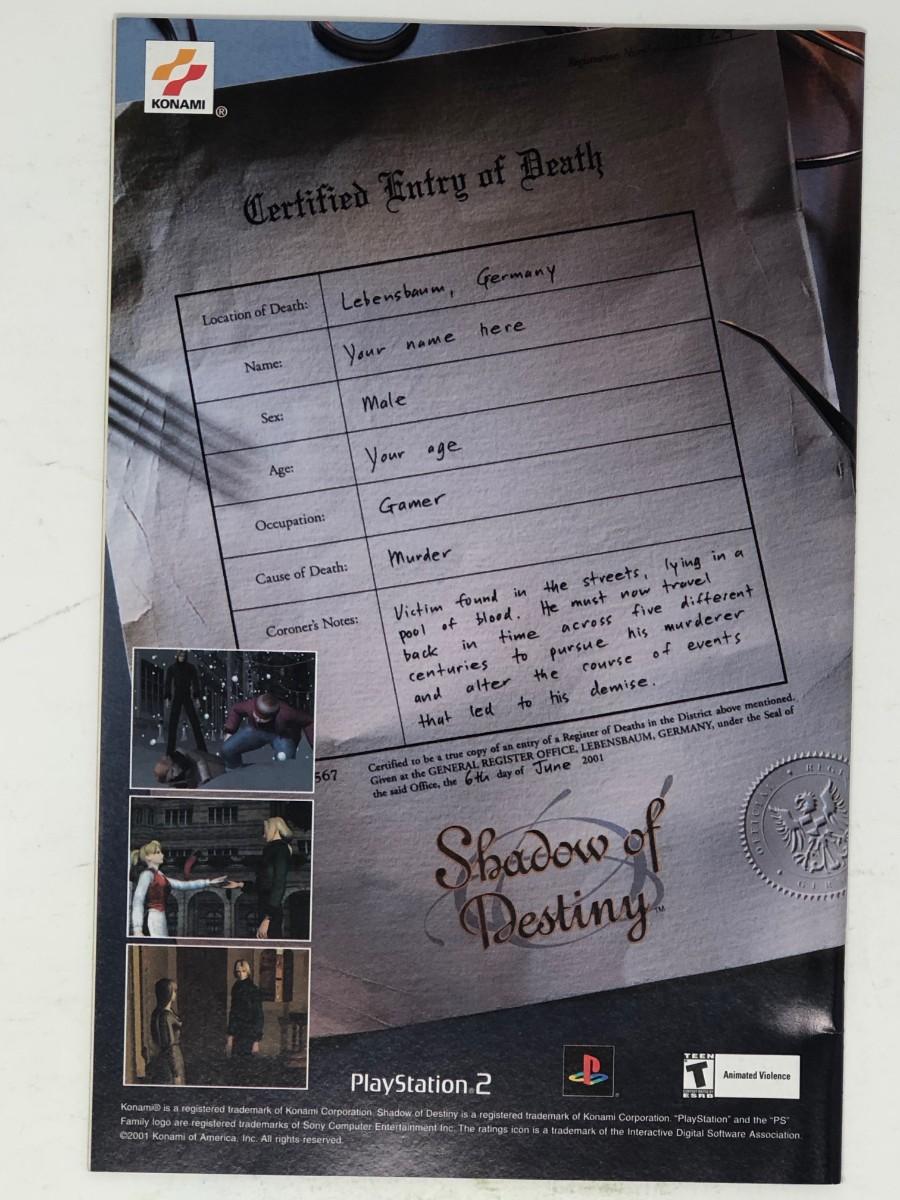 KONAMI
®
Certified Entry of Death
Location of Death: Lebensbaum, Germany
Name: Your name here
Sex: Male
Age: Your age
Occupation: Gamer
Cause of Death: Murder
Coroner's Notes: Victim found in the streets, lying in a
pool of blood. He must now travel
back in time across five different
centuries to pursue his murderer
and alter the course of events
that led to his demise.
567
Certified to be a true copy of an entry of a Register of Deaths in the District above mentioned.
Given at the GENERAL REGISTER OFFICE, LEBENSBAUM, GERMANY, under the Seal of
the said Office, the 6th day of June 2001
Shadow of
Destiny™
PlayStation®2
TEEN
T
ESRB
Animated Violence
Konami® is a registered trademark of Konami Corporation. Shadow of Destiny is a registered trademark of Konami Corporation. "PlayStation" and the "PS"
Family logo are registered trademarks of Sony Computer Entertainment Inc. The ratings icon is a trademark of the Interactive Digital Software Association.
©2001 Konami of America, Inc. All rights reserved.